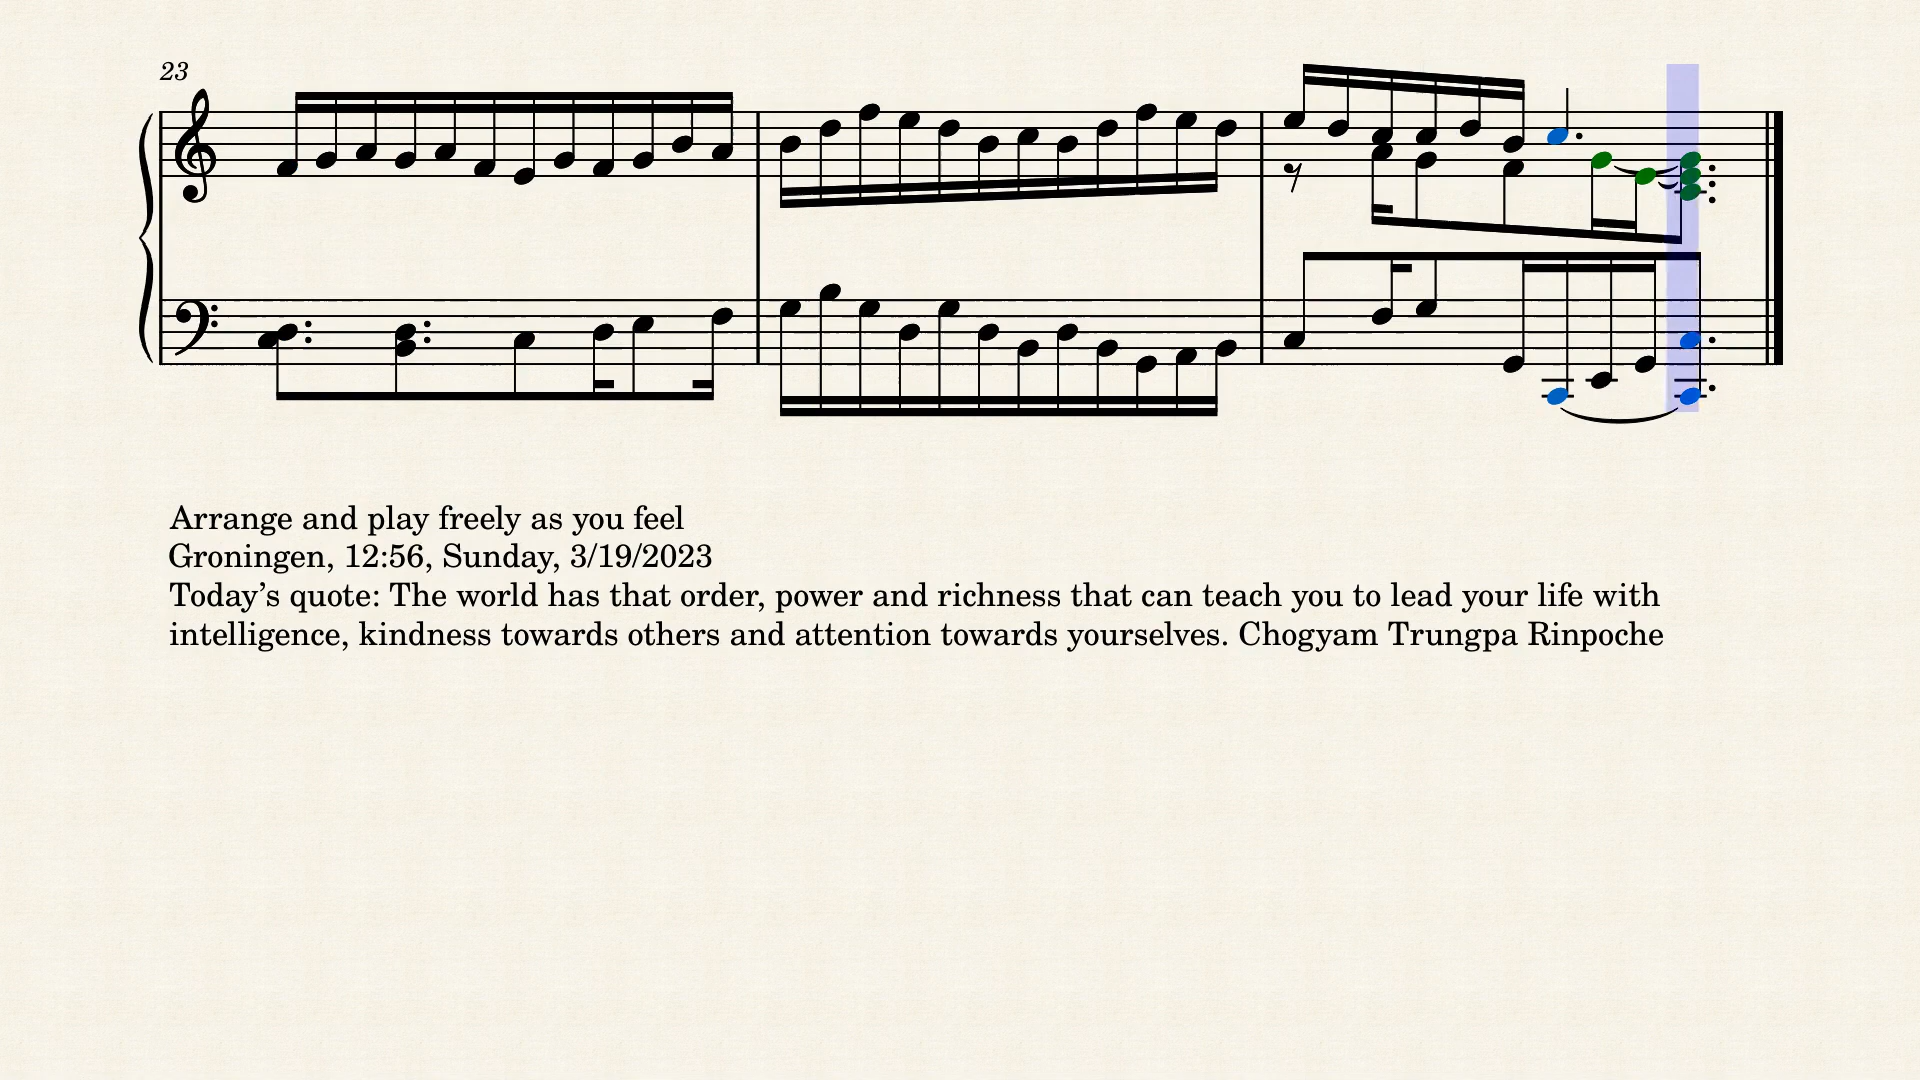 23
Arrange and play freely as you feel
Groningen, 12:56, Sunday, 3/19/2023
Today’s quote: The world has that order, power and richness that can teach you to lead your life with
intelligence, kindness towards others and attention towards yourselves. Chogyam Trungpa Rinpoche